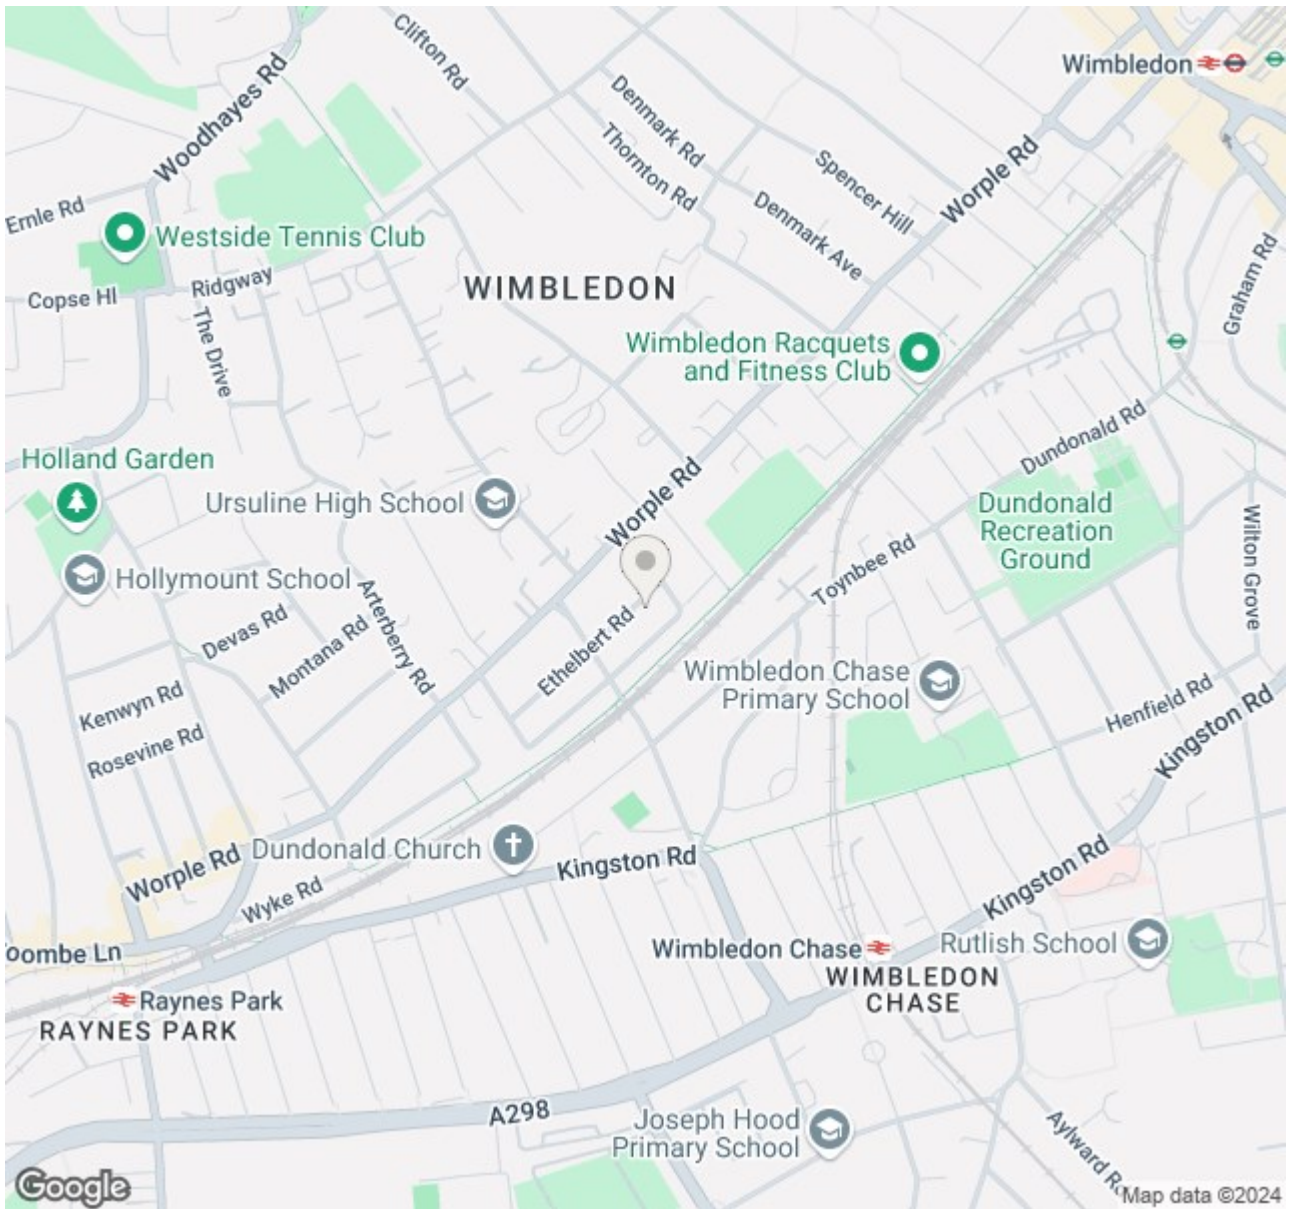 Clifton Rd
Woodhayes Rd
Denmark Rd
Thornton Rd
Spencer Hill
Denmark Ave
Worple Rd
Wimbledon
Ernle Rd
Westside Tennis Club
Copse Hl
Ridgway
The Drive
WIMBLEDON
Graham Rd
Wimbledon Racquets
and Fitness Club
Dundonald Rd
Holland Garden
Ursuline High School
Worple Rd
Dundonald
Recreation
Ground
Wilton Grove
Hollymount School
Toynbee Rd
Devas Rd
Montana Rd
Arterberry Rd
Ethelbert Rd
Wimbledon Chase
Primary School
Kenwyn Rd
Rosevine Rd
Henfield Rd
Kingston Rd
Worple Rd
Dundonald Church
Kingston Rd
Kingston Rd
Wyke Rd
oombe Ln
Wimbledon Chase
Rutlish School
WIMBLEDON
CHASE
Raynes Park
RAYNES PARK
A298
Joseph Hood
Primary School
Aylward R
Google
Map data ©2024